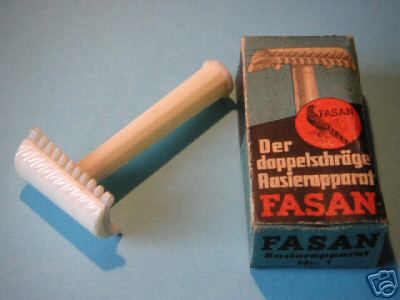 FASAN
Der
doppelschräge
Rasierapparat
FASAN
FASAN
Rasierapparat
Nr. 1